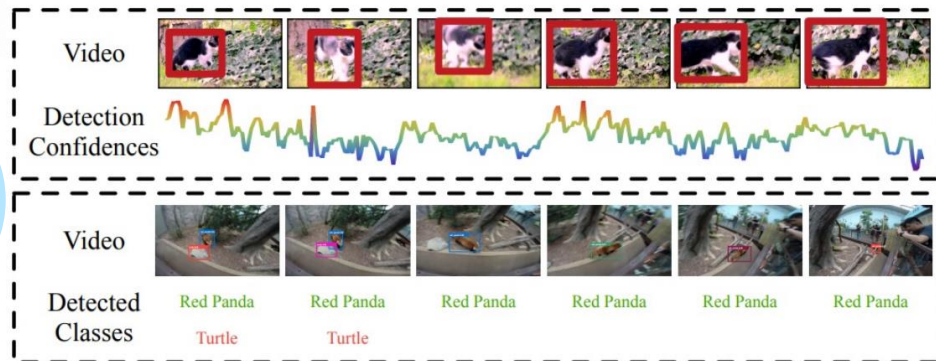 Video
Detection
Confidences
Video
Detected
Classes
Red Panda Red Panda Red Panda Red Panda Red Panda Red Panda
Turtle Turtle